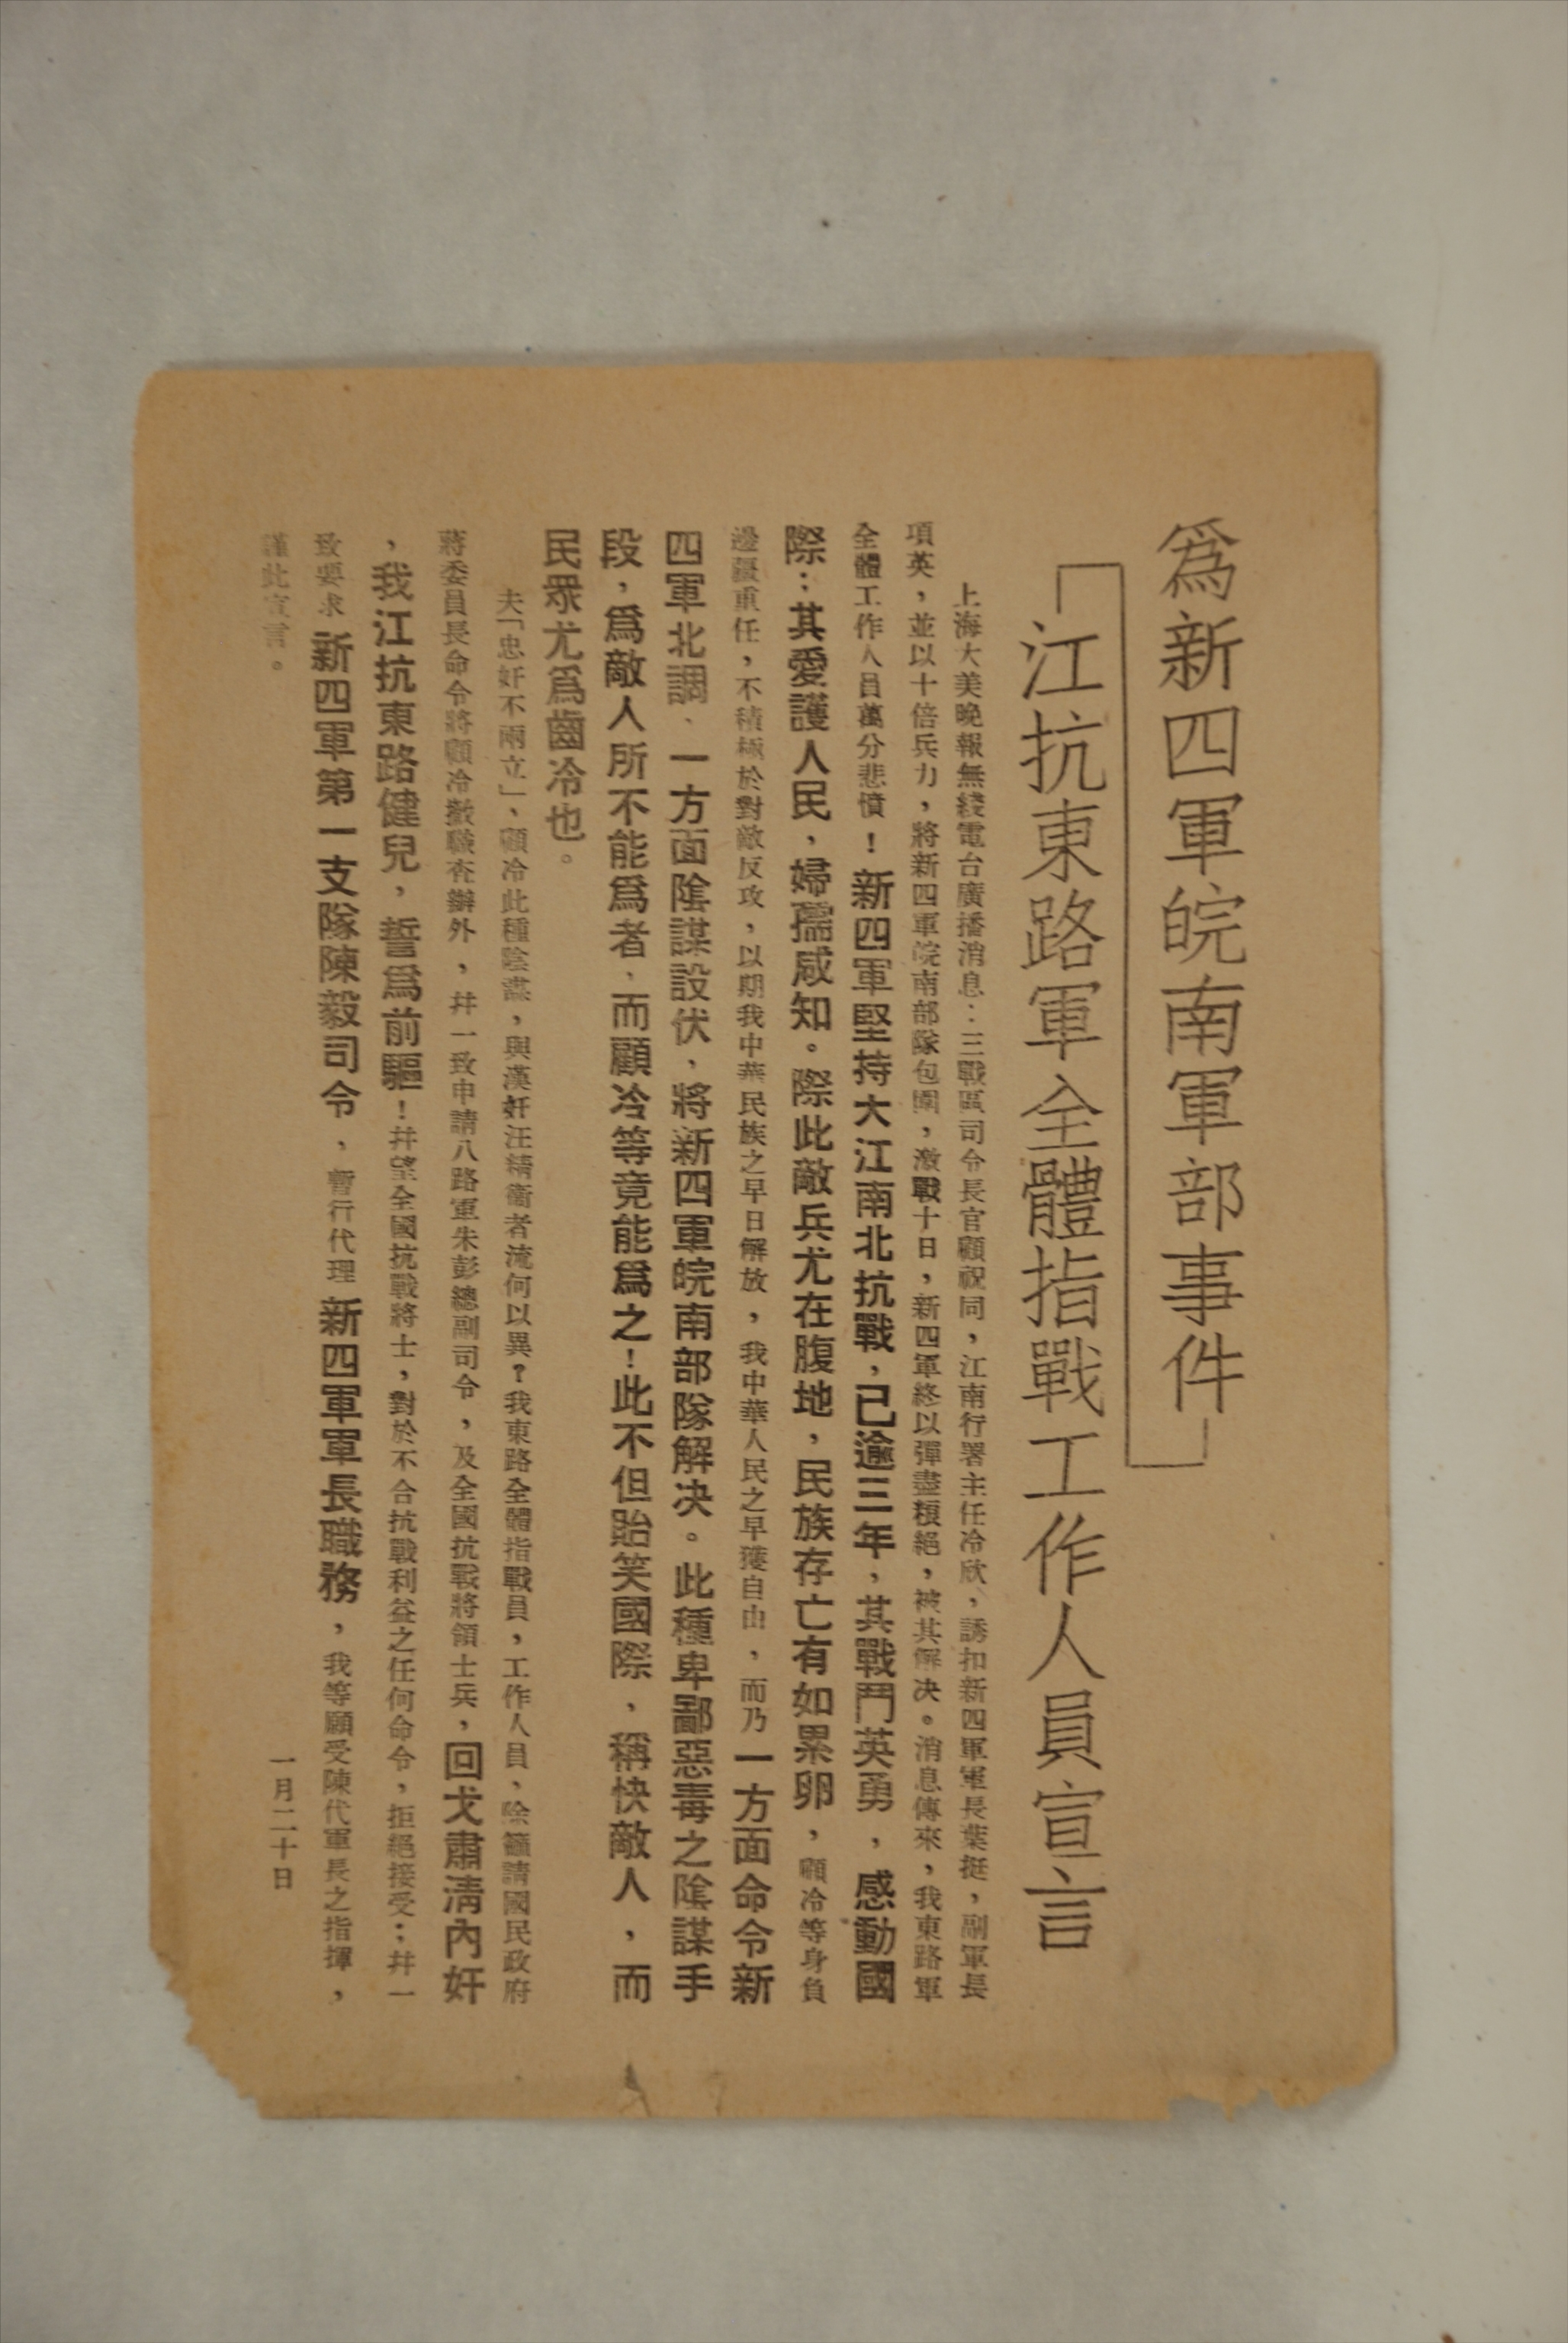 為新四軍皖南軍部事件
江抗東路軍全體指戰工作人員宣言
上海大美晚報無綫電台廣播消息：三戰區司令長官顧祝同，江南行署主任冷欣、誘扣新四軍軍長葉挺，副軍長
項英，並以十倍兵力，將新四軍皖南部隊包圍，激戰十日，新四軍終以彈盡糧絕，被其解決。消息傳來，我東路軍
全體工作人員萬分悲憤！新四軍堅持大江南北抗戰，已逾三年，其戰鬥英勇，感動國
際：其愛護人民，婦孺咸知。際此敵兵尤在腹地，民族存亡有如累卵，顧冷等身負
邊疆重任，不積極於對敵反攻，以期我中華民族之早日解放，我中華人民之早獲自由，而乃一方面命令新
四軍北調、一方面陰謀設伏，將新四軍皖南部隊解決。此種卑鄙惡毒之陰謀手
段，爲敵人所不能爲者、而顧冷等竟能爲之！此不但貽笑國際，稱快敵人，而
民眾尤爲齒冷也。
夫「忠奸不兩立」、顧冷此種陰謀，與漢奸汪精衛者流何以異？我東路全體指戰員，工作人員、除籲請國民政府
蔣委員長命令將顧冷撤職查辦外，幷一致申請八路軍朱彭總副司令，及全國抗戰將領士兵，回戈肅清內奸
，我江抗東路健兒，誓爲前驅！幷望全國抗戰將士，對於不合抗戰利益之任何命令，拒絕接受；幷一
致要求新四軍第一支隊陳毅司令，暫行代理新四軍軍長職務，我等願受陳代軍長之指揮，
謹此宣言。
一月二十日